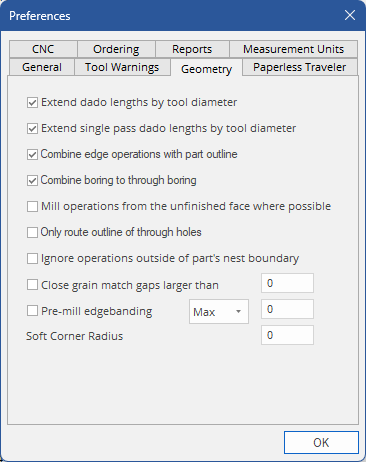 Preferences
CNC Ordering Reports Measurement Units
General Tool Warnings Geometry Paperless Traveler
Extend dado lengths by tool diameter
Extend single pass dado lengths by tool diameter
Combine edge operations with part outline
Combine boring to through boring
Mill operations from the unfinished face where possible
Only route outline of through holes
Ignore operations outside of part's nest boundary
Close grain match gaps larger than 0
Pre-mill edgebanding Max 0
Soft Corner Radius 0
OK